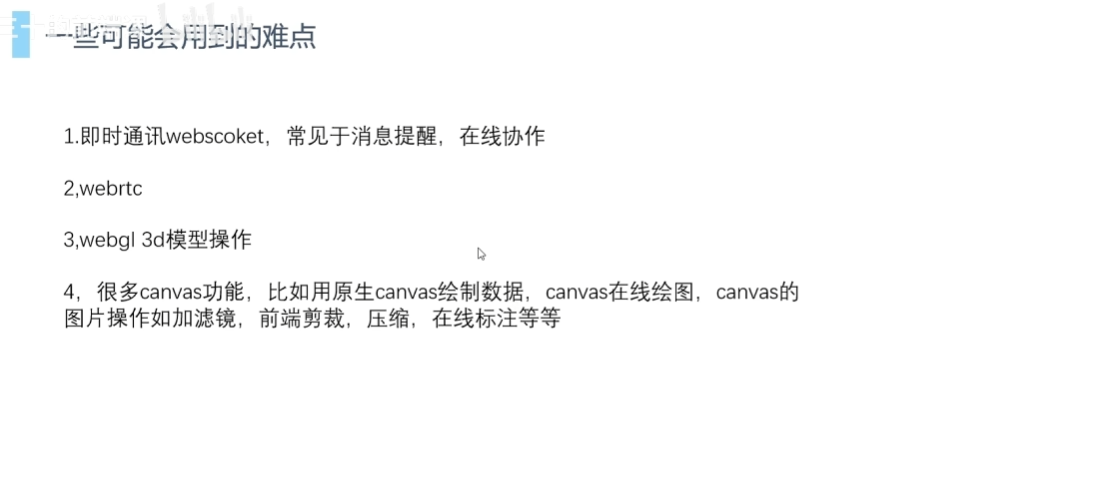 一些可能会用到的难点
1.即时通讯webscoket，常见于消息提醒，在线协作
2,webrtc
3,webgl 3d模型操作
4，很多canvas功能，比如用原生canvas绘制数据，canvas在线绘图，canvas的
图片操作如加滤镜，前端剪裁，压缩，在线标注等等